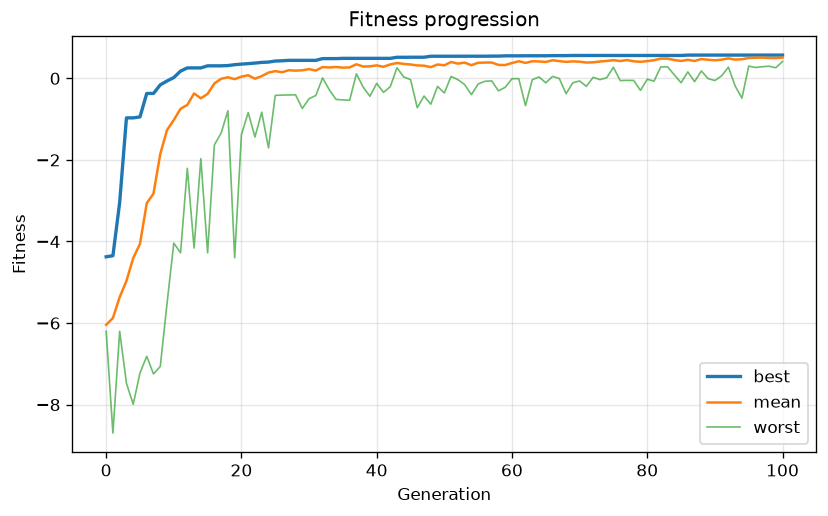 Fitness progression
Fitness
0
−2
−4
−6
−8
0 20 40 60 80 100
Generation
best
mean
worst